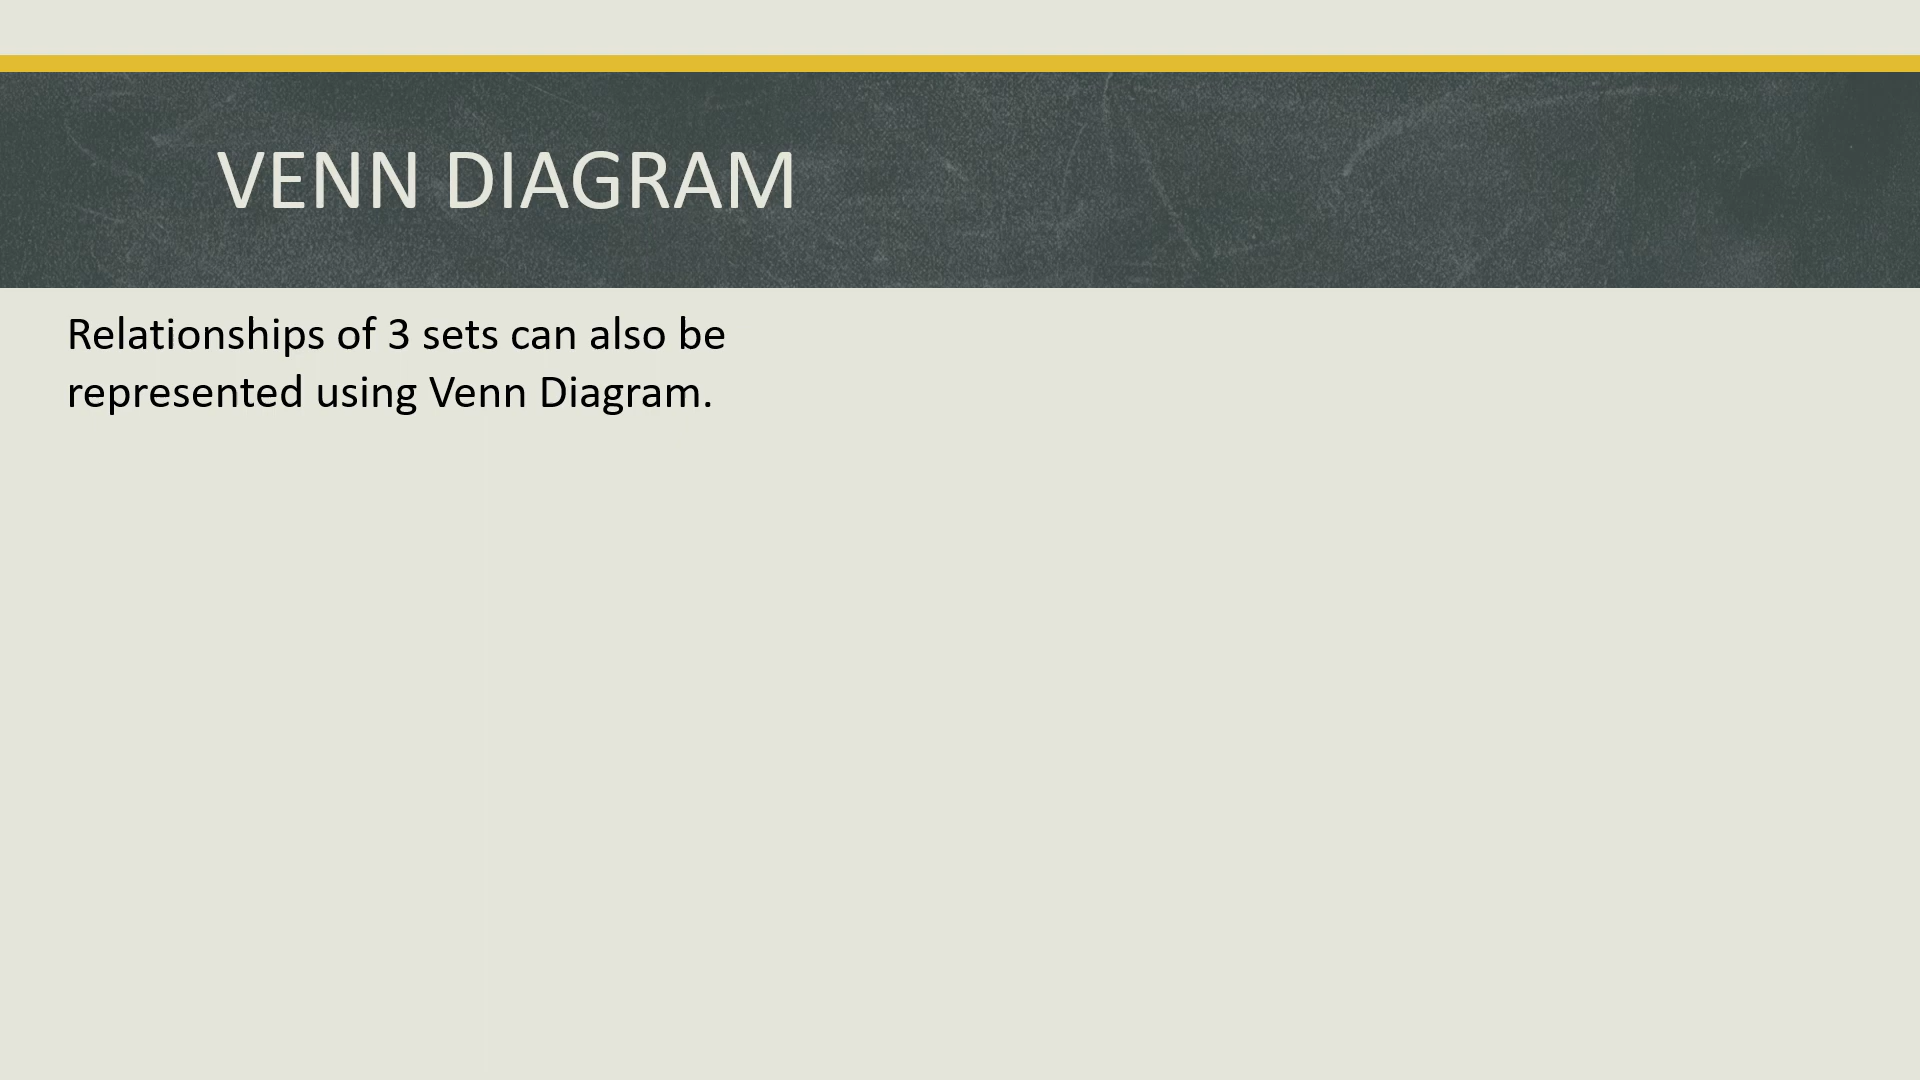 VENN DIAGRAM
Relationships of 3 sets can also be
represented using Venn Diagram.